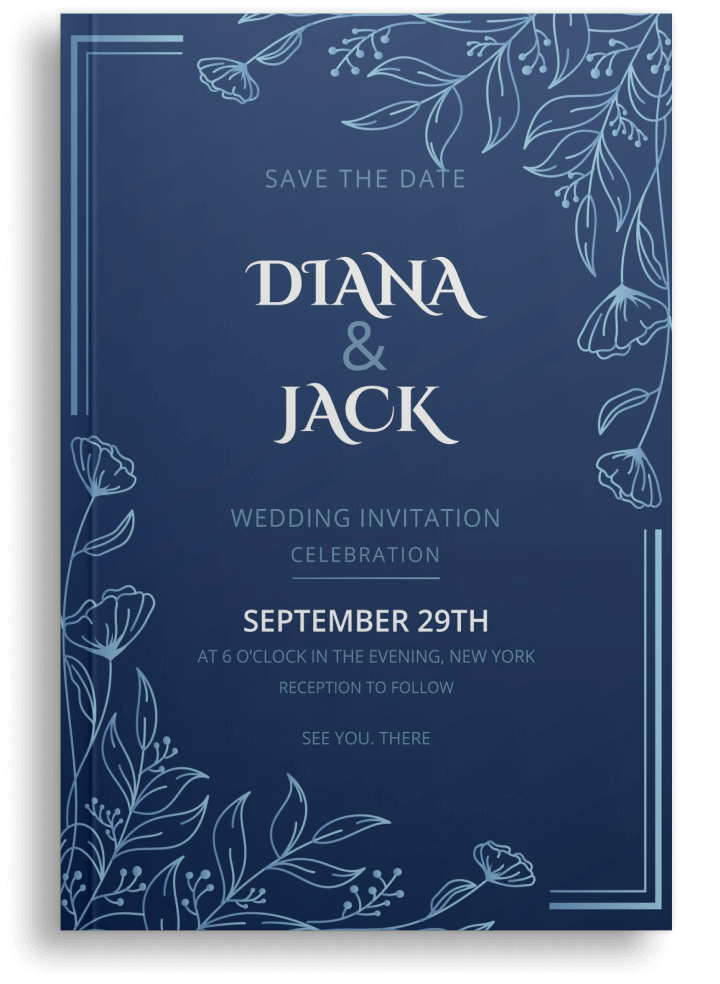 SAVE THE DATE
DIANA
&
JACK
WEDDING INVITATION
CELEBRATION
SEPTEMBER 29TH
AT 6 O'CLOCK IN THE EVENING, NEW YORK
RECEPTION TO FOLLOW
SEE YOU. THERE